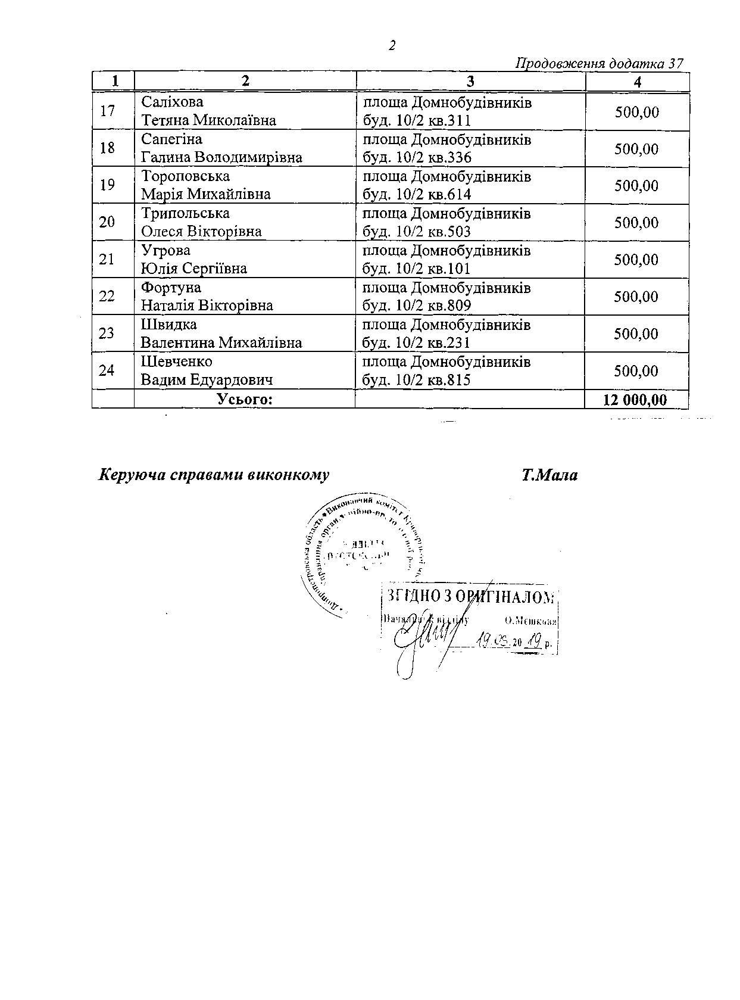 2
Продовження додатка 37
1 2 3 4
17 Саліхова Тетяна Миколаївна площа Домнобудівників буд. 10/2 кв.311 500,00
18 Сапегіна Галина Володимирівна площа Домнобудівників буд. 10/2 кв.336 500,00
19 Тороповська Марія Михайлівна площа Домнобудівників буд. 10/2 кв.614 500,00
20 Трипольська Олеся Вікторівна площа Домнобудівників буд. 10/2 кв.503 500,00
21 Угрова Юлія Сергіївна площа Домнобудівників буд. 10/2 кв.101 500,00
22 Фортуна Наталія Вікторівна площа Домнобудівників буд. 10/2 кв.809 500,00
23 Швидка Валентина Михайлівна площа Домнобудівників буд. 10/2 кв.231 500,00
24 Шевченко Вадим Едуардович площа Домнобудівників буд. 10/2 кв.815 500,00
Усього: 12 000,00
Керуюча справами виконкому Т.Мала
Виконавчий
область
ЗГІДНО З ОРИГІНАЛОМ
19.03.2019 р.